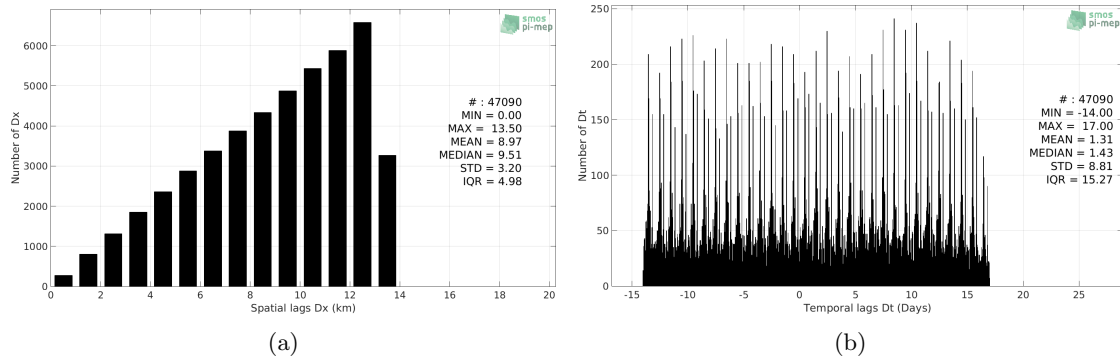 smos
pi-mep
Number of Dx
6000
5000
4000
3000
2000
1000
0
# : 47090
MIN = 0.00
MAX = 13.50
MEAN = 8.97
MEDIAN = 9.51
STD = 3.20
IQR = 4.98
0 2 4 6 8 10 12 14 16 18 20
Spatial lags Dx (km)
(a)
smos
pi-mep
Number of Dt
250
200
150
100
50
0
# : 47090
MIN = -14.00
MAX = 17.00
MEAN = 1.31
MEDIAN = 1.43
STD = 8.81
IQR = 15.27
-15 -10 -5 0 5 10 15 20 25
Temporal lags Dt (Days)
(b)